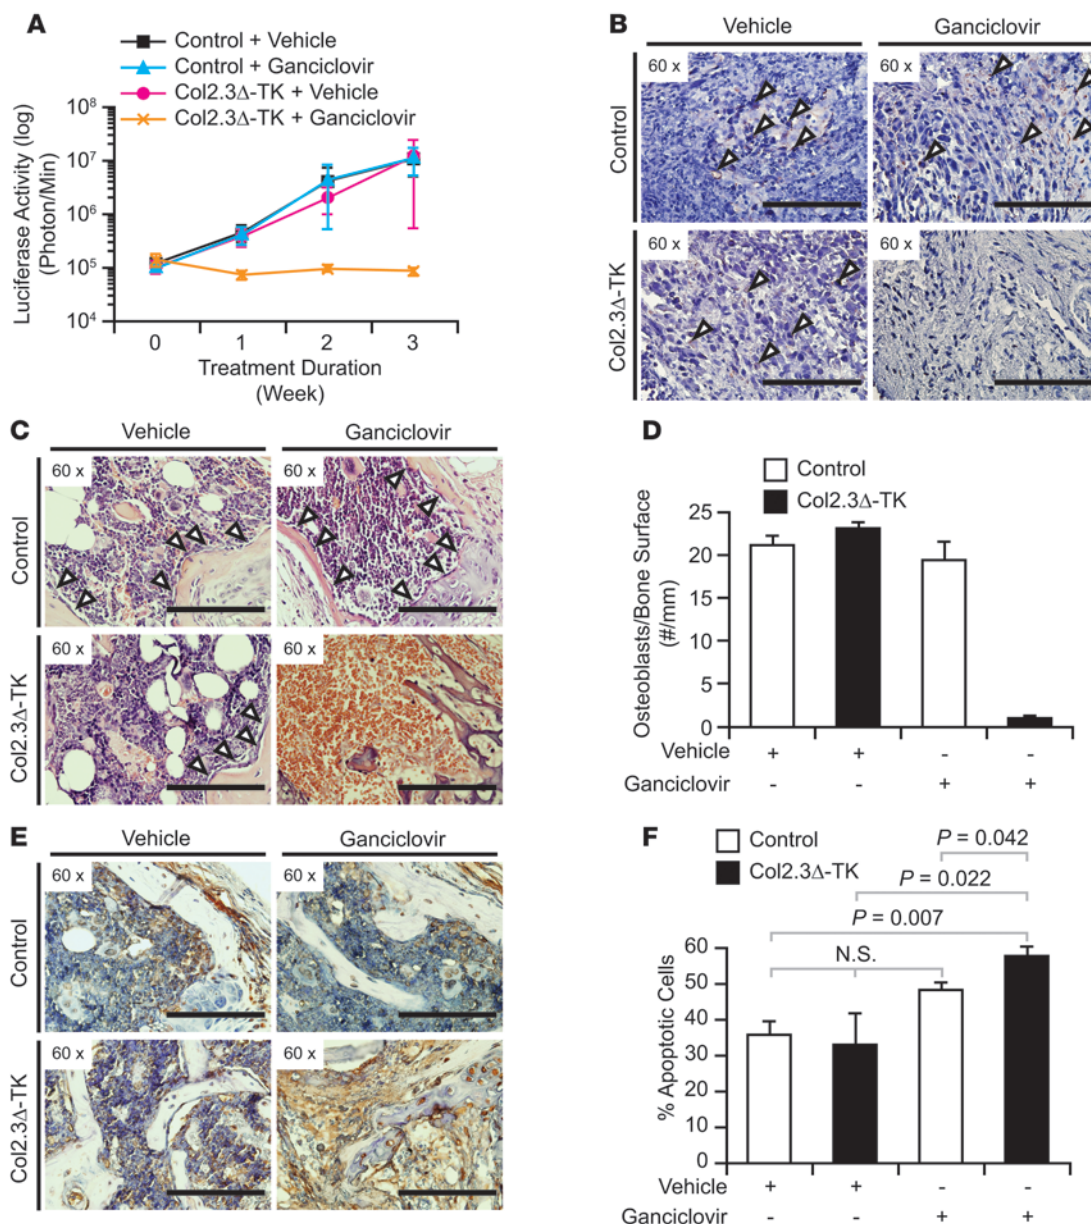 A
Control + Vehicle
Control + Ganciclovir
Col2.3Δ-TK + Vehicle
Col2.3Δ-TK + Ganciclovir
Luciferase Activity (log)
(Photon/Min)
10⁸
10⁷
10⁶
10⁵
10⁴
0 1 2 3
Treatment Duration
(Week)
B
Vehicle Ganciclovir
Control
60 x 60 x
Col2.3Δ-TK
60 x 60 x
C
Vehicle Ganciclovir
Control
60 x 60 x
Col2.3Δ-TK
60 x 60 x
D
Control
Col2.3Δ-TK
Osteoblasts/Bone Surface
(#/mm)
25
20
15
10
5
0
Vehicle + + - -
Ganciclovir - - + +
E
Vehicle Ganciclovir
Control
60 x 60 x
Col2.3Δ-TK
60 x 60 x
F
Control
Col2.3Δ-TK
P = 0.042
P = 0.022
P = 0.007
N.S.
% Apoptotic Cells
60
50
40
30
20
10
0
Vehicle + + - -
Ganciclovir - - + +